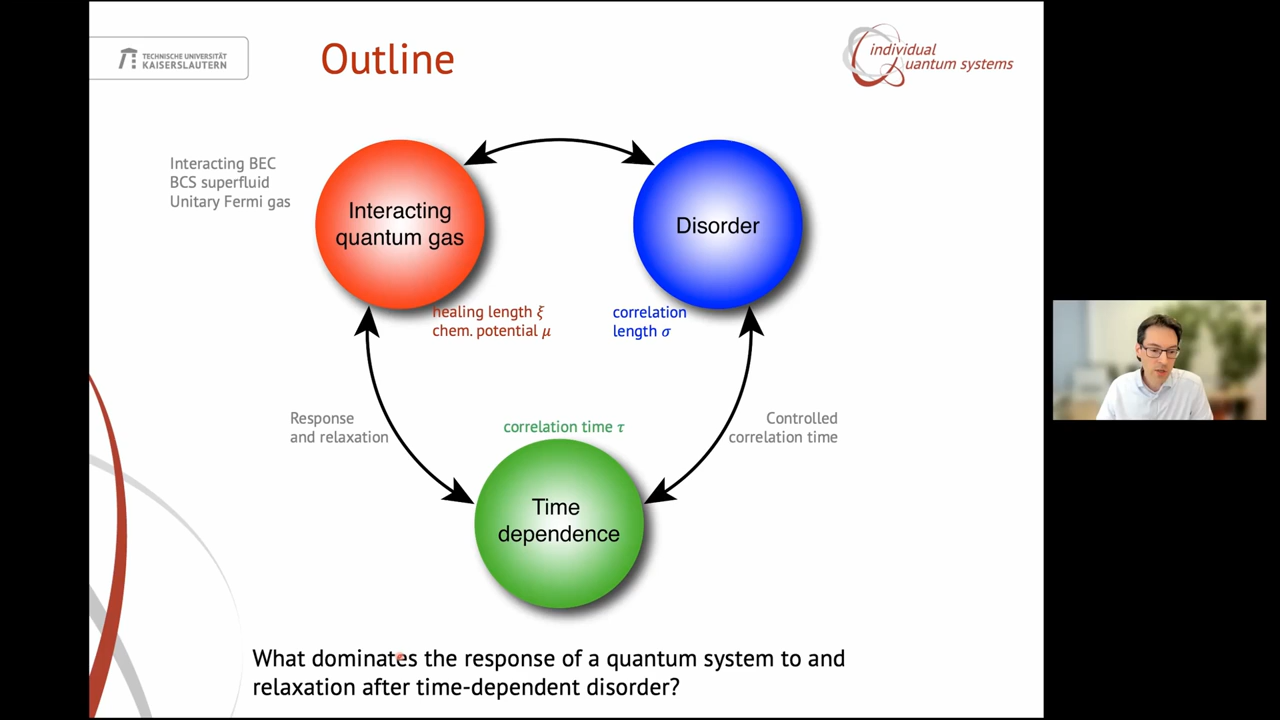 TECHNISCHE UNIVERSITÄT
KAISERSLAUTERN
Outline
individual
Quantum systems
Interacting BEC
BCS superfluid
Unitary Fermi gas
Interacting
quantum gas
Disorder
healing length ξ
chem. potential μ
correlation
length σ
Response
and relaxation
correlation time τ
Controlled
correlation time
Time
dependence
What dominates the response of a quantum system to and
relaxation after time-dependent disorder?